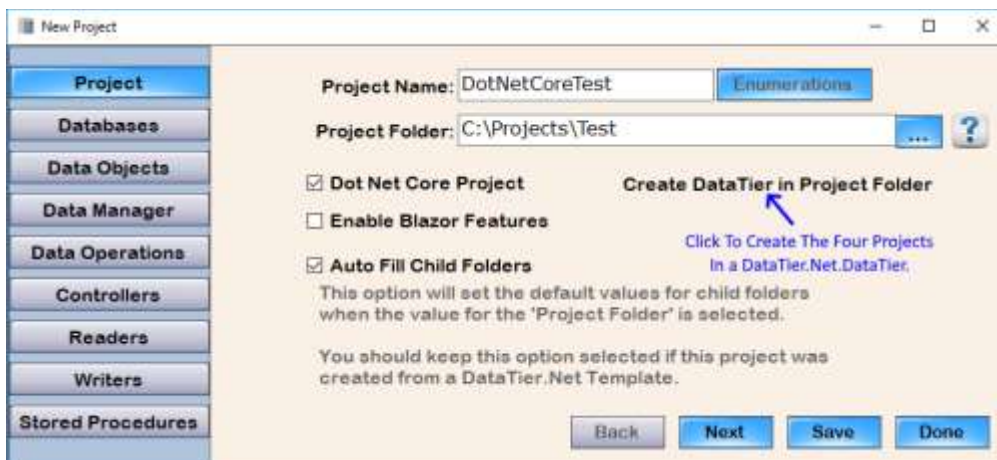 New Project
Project
Databases
Data Objects
Data Manager
Data Operations
Controllers
Readers
Writers
Stored Procedures
Project Name: DotNetCoreTest Enumerations
Project Folder: C:\Projects\Test ... ?
Dot Net Core Project Create DataTier in Project Folder
Enable Blazor Features
Click To Create The Four Projects
In a DataTier.Net.DataTier.
Auto Fill Child Folders
This option will set the default values for child folders
when the value for the 'Project Folder' is selected.
You should keep this option selected if this project was
created from a DataTier.Net Template.
Back Next Save Done